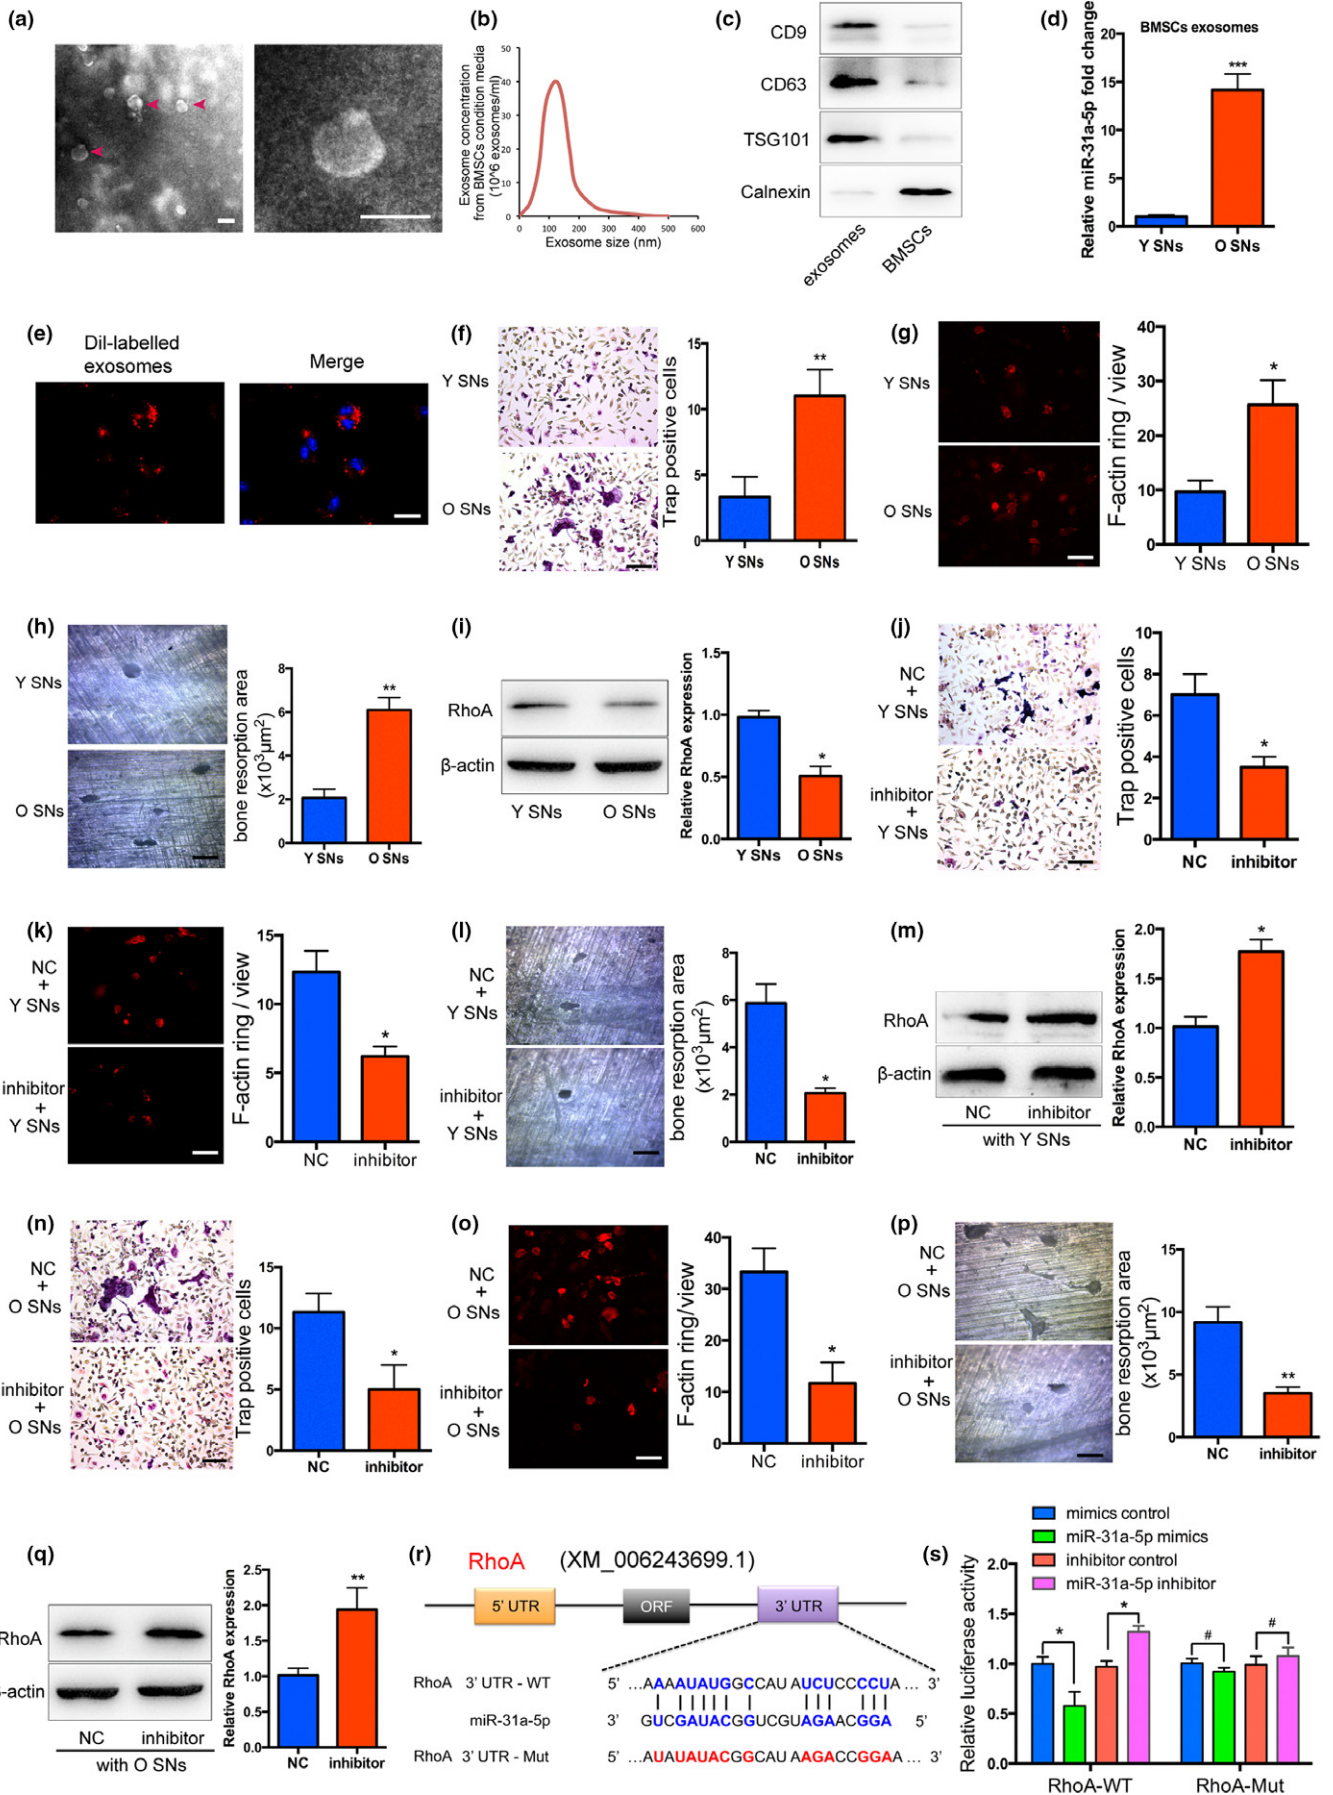 (a)
(b)
Exosome concentration
from BMSCs condition media
(10^6 exosomes/ml)
50
40
30
20
10
0
0 100 200 300 400 500 600
Exosome size (nm)
(c)
CD9
CD63
TSG101
Calnexin
exosomes
BMSCs
(d)
BMSCs exosomes
Relative miR-31a-5p fold change
20
15
10
5
0
***
Y SNs O SNs
(e)
Dil-labelled
exosomes
Merge
(f)
Y SNs
O SNs
Trap positive cells
15
10
5
0
**
Y SNs O SNs
(g)
Y SNs
O SNs
F-actin ring / view
40
30
20
10
0
*
Y SNs O SNs
(h)
Y SNs
O SNs
bone resorption area
(x10³μm²)
8
6
4
2
0
**
Y SNs O SNs
(i)
RhoA
β-actin
Y SNs O SNs
Relative RhoA expression
1.5
1.0
0.5
0.0
*
Y SNs O SNs
(j)
NC
+
Y SNs
inhibitor
+
Y SNs
Trap positive cells
10
8
6
4
2
0
*
NC inhibitor
(k)
NC
+
Y SNs
inhibitor
+
Y SNs
F-actin ring / view
15
10
5
0
*
NC inhibitor
(l)
NC
+
Y SNs
inhibitor
+
Y SNs
bone resorption area
(x10³μm²)
8
6
4
2
0
*
NC inhibitor
(m)
RhoA
β-actin
NC inhibitor
with Y SNs
Relative RhoA expression
2.0
1.5
1.0
0.5
0.0
*
NC inhibitor
(n)
NC
+
O SNs
inhibitor
+
O SNs
Trap positive cells
15
10
5
0
*
NC inhibitor
(o)
NC
+
O SNs
inhibitor
+
O SNs
F-actin ring/view
40
30
20
10
0
*
NC inhibitor
(p)
NC
+
O SNs
inhibitor
+
O SNs
bone resorption area
(x10³μm²)
15
10
5
0
**
NC inhibitor
(q)
RhoA
-actin
NC inhibitor
with O SNs
Relative RhoA expression
2.5
2.0
1.5
1.0
0.5
0.0
**
NC inhibitor
(r)
RhoA (XM_006243699.1)
5' UTR ORF 3' UTR
RhoA 3' UTR - WT 5' ...AAAAUAUGGCCAU AUCUCCCCUA ... 3'
miR-31a-5p 3' GUCGAUACGGUCGUAGAACGGA 5'
RhoA 3' UTR - Mut 5' ...AUAUAUACGGCAU AAGACCGGAA ... 3'
(s)
mimics control
miR-31a-5p mimics
inhibitor control
miR-31a-5p inhibitor
Relative luciferase activity
2.0
1.5
1.0
0.5
0.0
* * # #
RhoA-WT RhoA-Mut